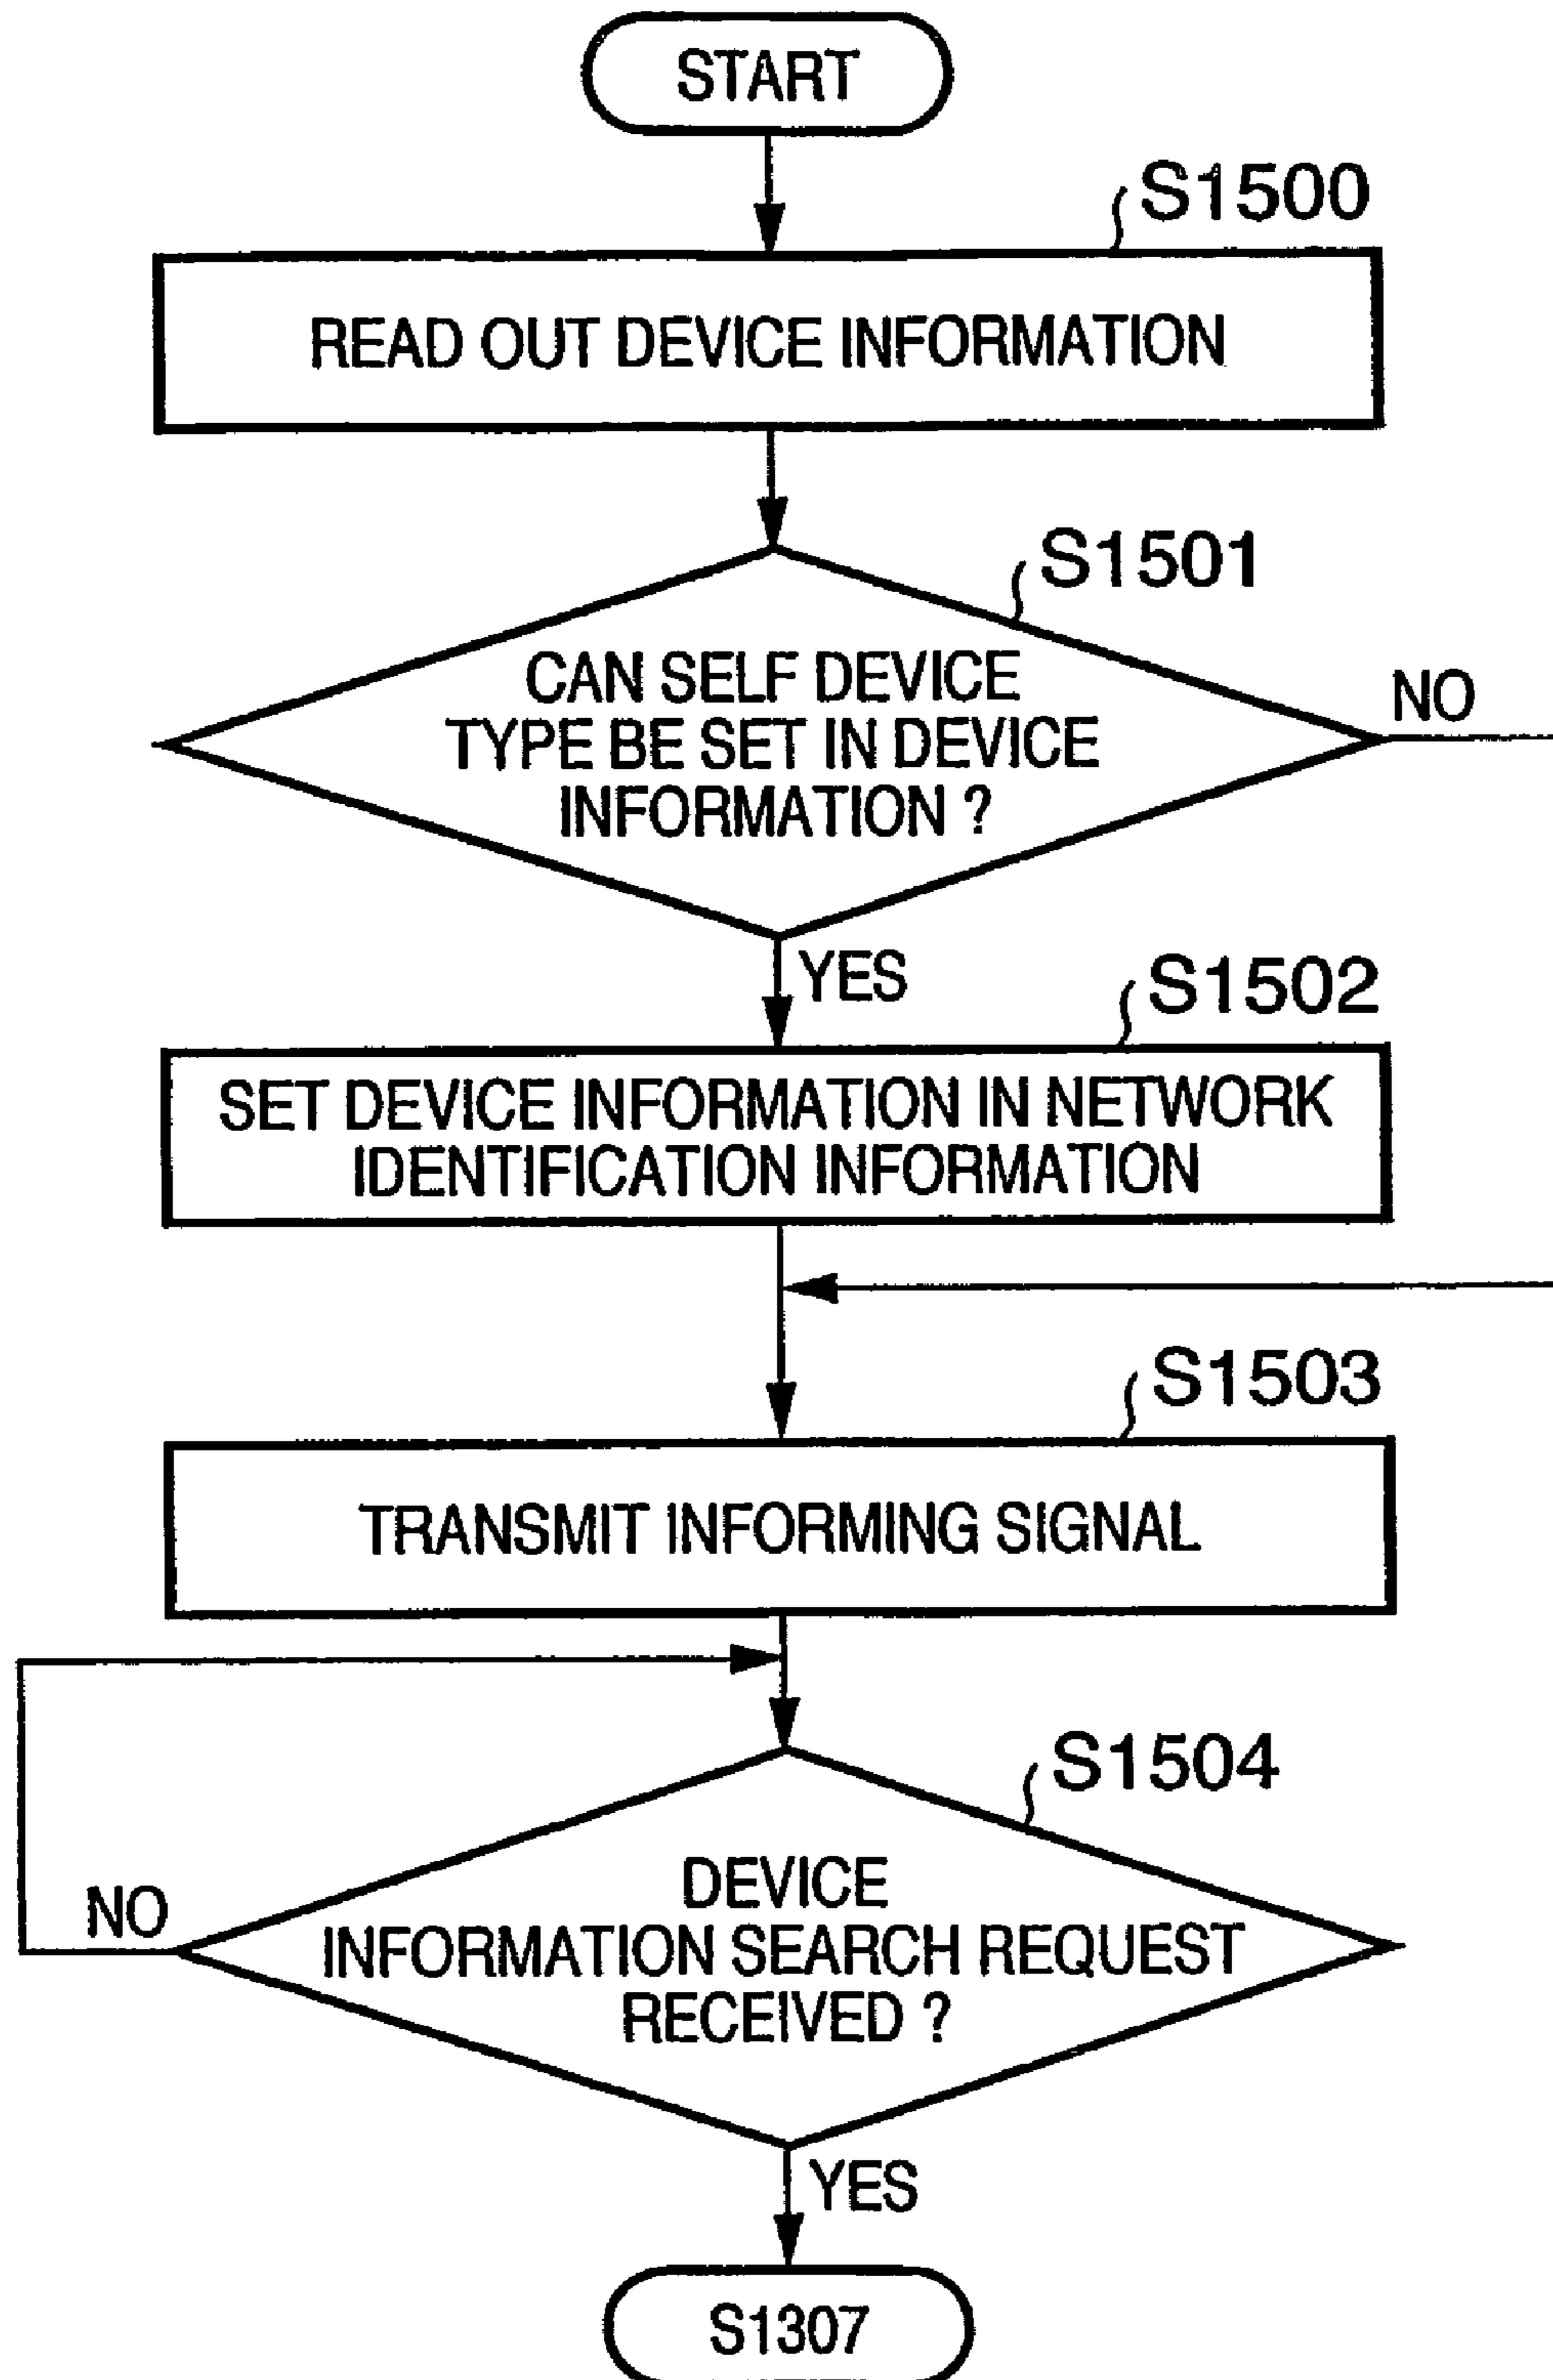 START
S1500
READ OUT DEVICE INFORMATION
S1501
CAN SELF DEVICE
TYPE BE SET IN DEVICE
INFORMATION ?
NO
YES
S1502
SET DEVICE INFORMATION IN NETWORK
IDENTIFICATION INFORMATION
S1503
TRANSMIT INFORMING SIGNAL
S1504
DEVICE
INFORMATION SEARCH REQUEST
RECEIVED ?
NO
YES
S1307